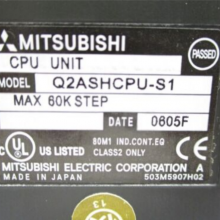 MITSUBISHI
CPU UNIT
MODEL Q2ASHCPU-S1
MAX 60K STEP
DATE 0605F
c UL US LISTED 80M1 IND.CONT.EQ
CLASS2 ONLY
MITSUBISHI ELECTRIC CORPORATION
MADE IN JAPAN 503M5907H02